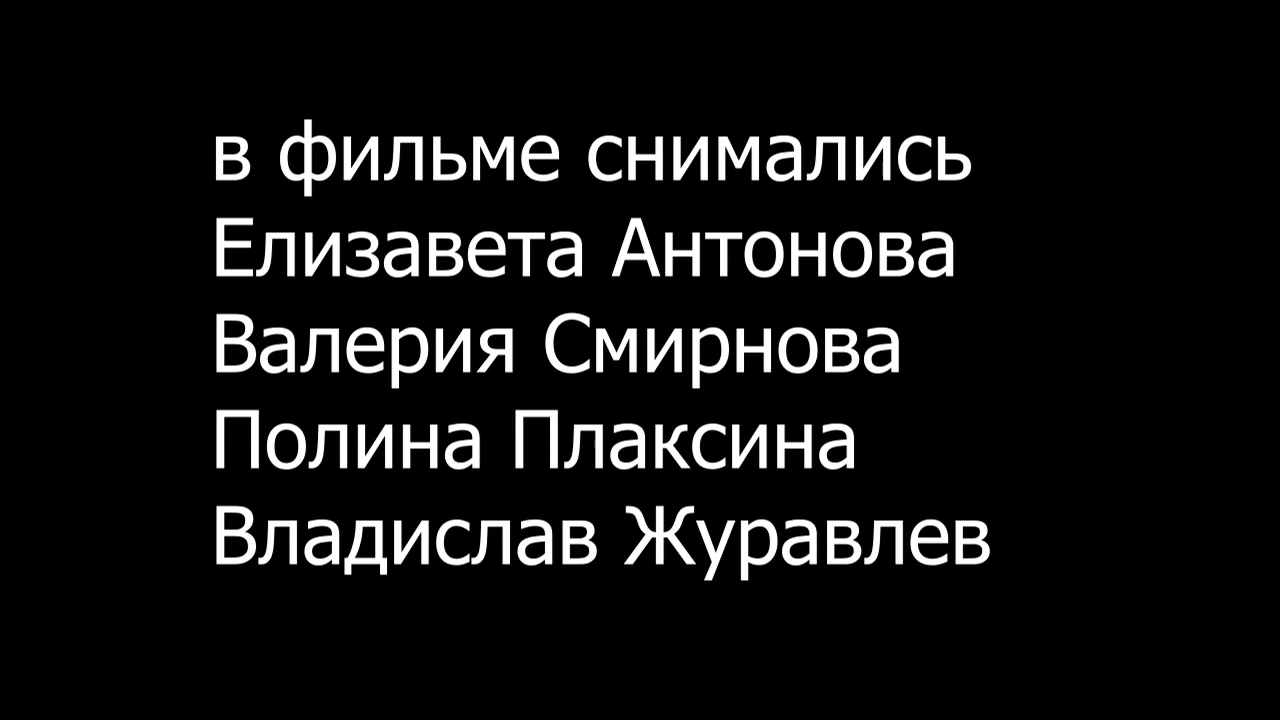 в фильме снимались
Елизавета Антонова
Валерия Смирнова
Полина Плаксина
Владислав Журавлев